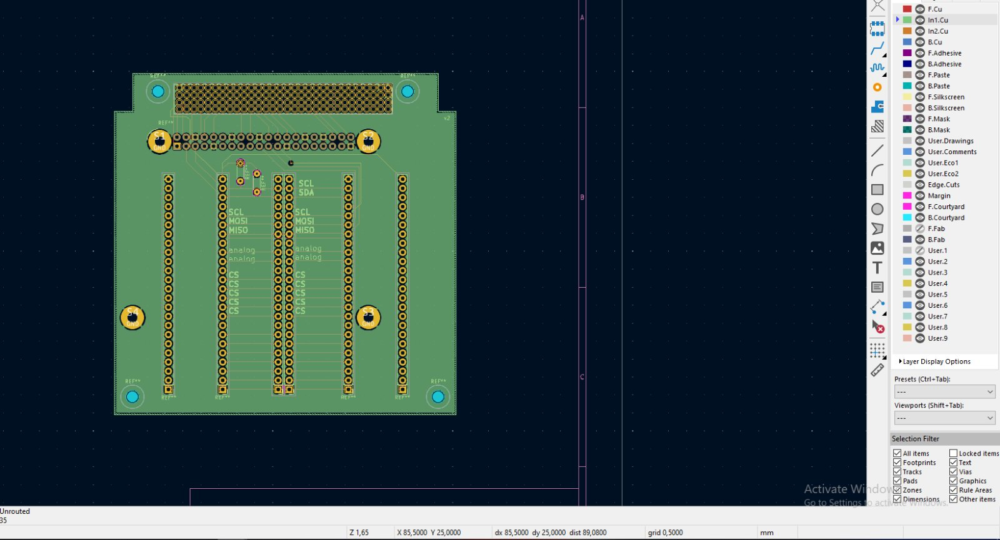 A
B
C
REF**
REF**
v2
REF**
S1
GND
S2
GND
REF**
REF**
SCL
SDA
SCL
MOSI
MISO
SCL
MOSI
MISO
analog
analog
analog
analog
CS
CS
CS
CS
CS
CS
CS
CS
CS
CS
S4
GND
S3
GND
REF**
REF**
REF**
REF**
REF**
REF**
F.Cu
In1.Cu
In2.Cu
B.Cu
F.Adhesive
B.Adhesive
F.Paste
B.Paste
F.Silkscreen
B.Silkscreen
F.Mask
B.Mask
User.Drawings
User.Comments
User.Eco1
User.Eco2
Edge.Cuts
Margin
F.Courtyard
B.Courtyard
F.Fab
B.Fab
User.1
User.2
User.3
User.4
User.5
User.6
User.7
User.8
User.9
Layer Display Options
Presets (Ctrl+Tab):
---
Viewports (Shift+Tab):
---
Selection Filter
All items Locked items
Footprints Text
Tracks Vias
Pads Graphics
Zones Rule Areas
Dimensions Other items
Activate Windows
Go to Settings to activate Windows.
Unrouted
35
Z 1,65 X 85,5000 Y 25,0000 dx 85,5000 dy 25,0000 dist 89,0800 grid 0,5000 mm